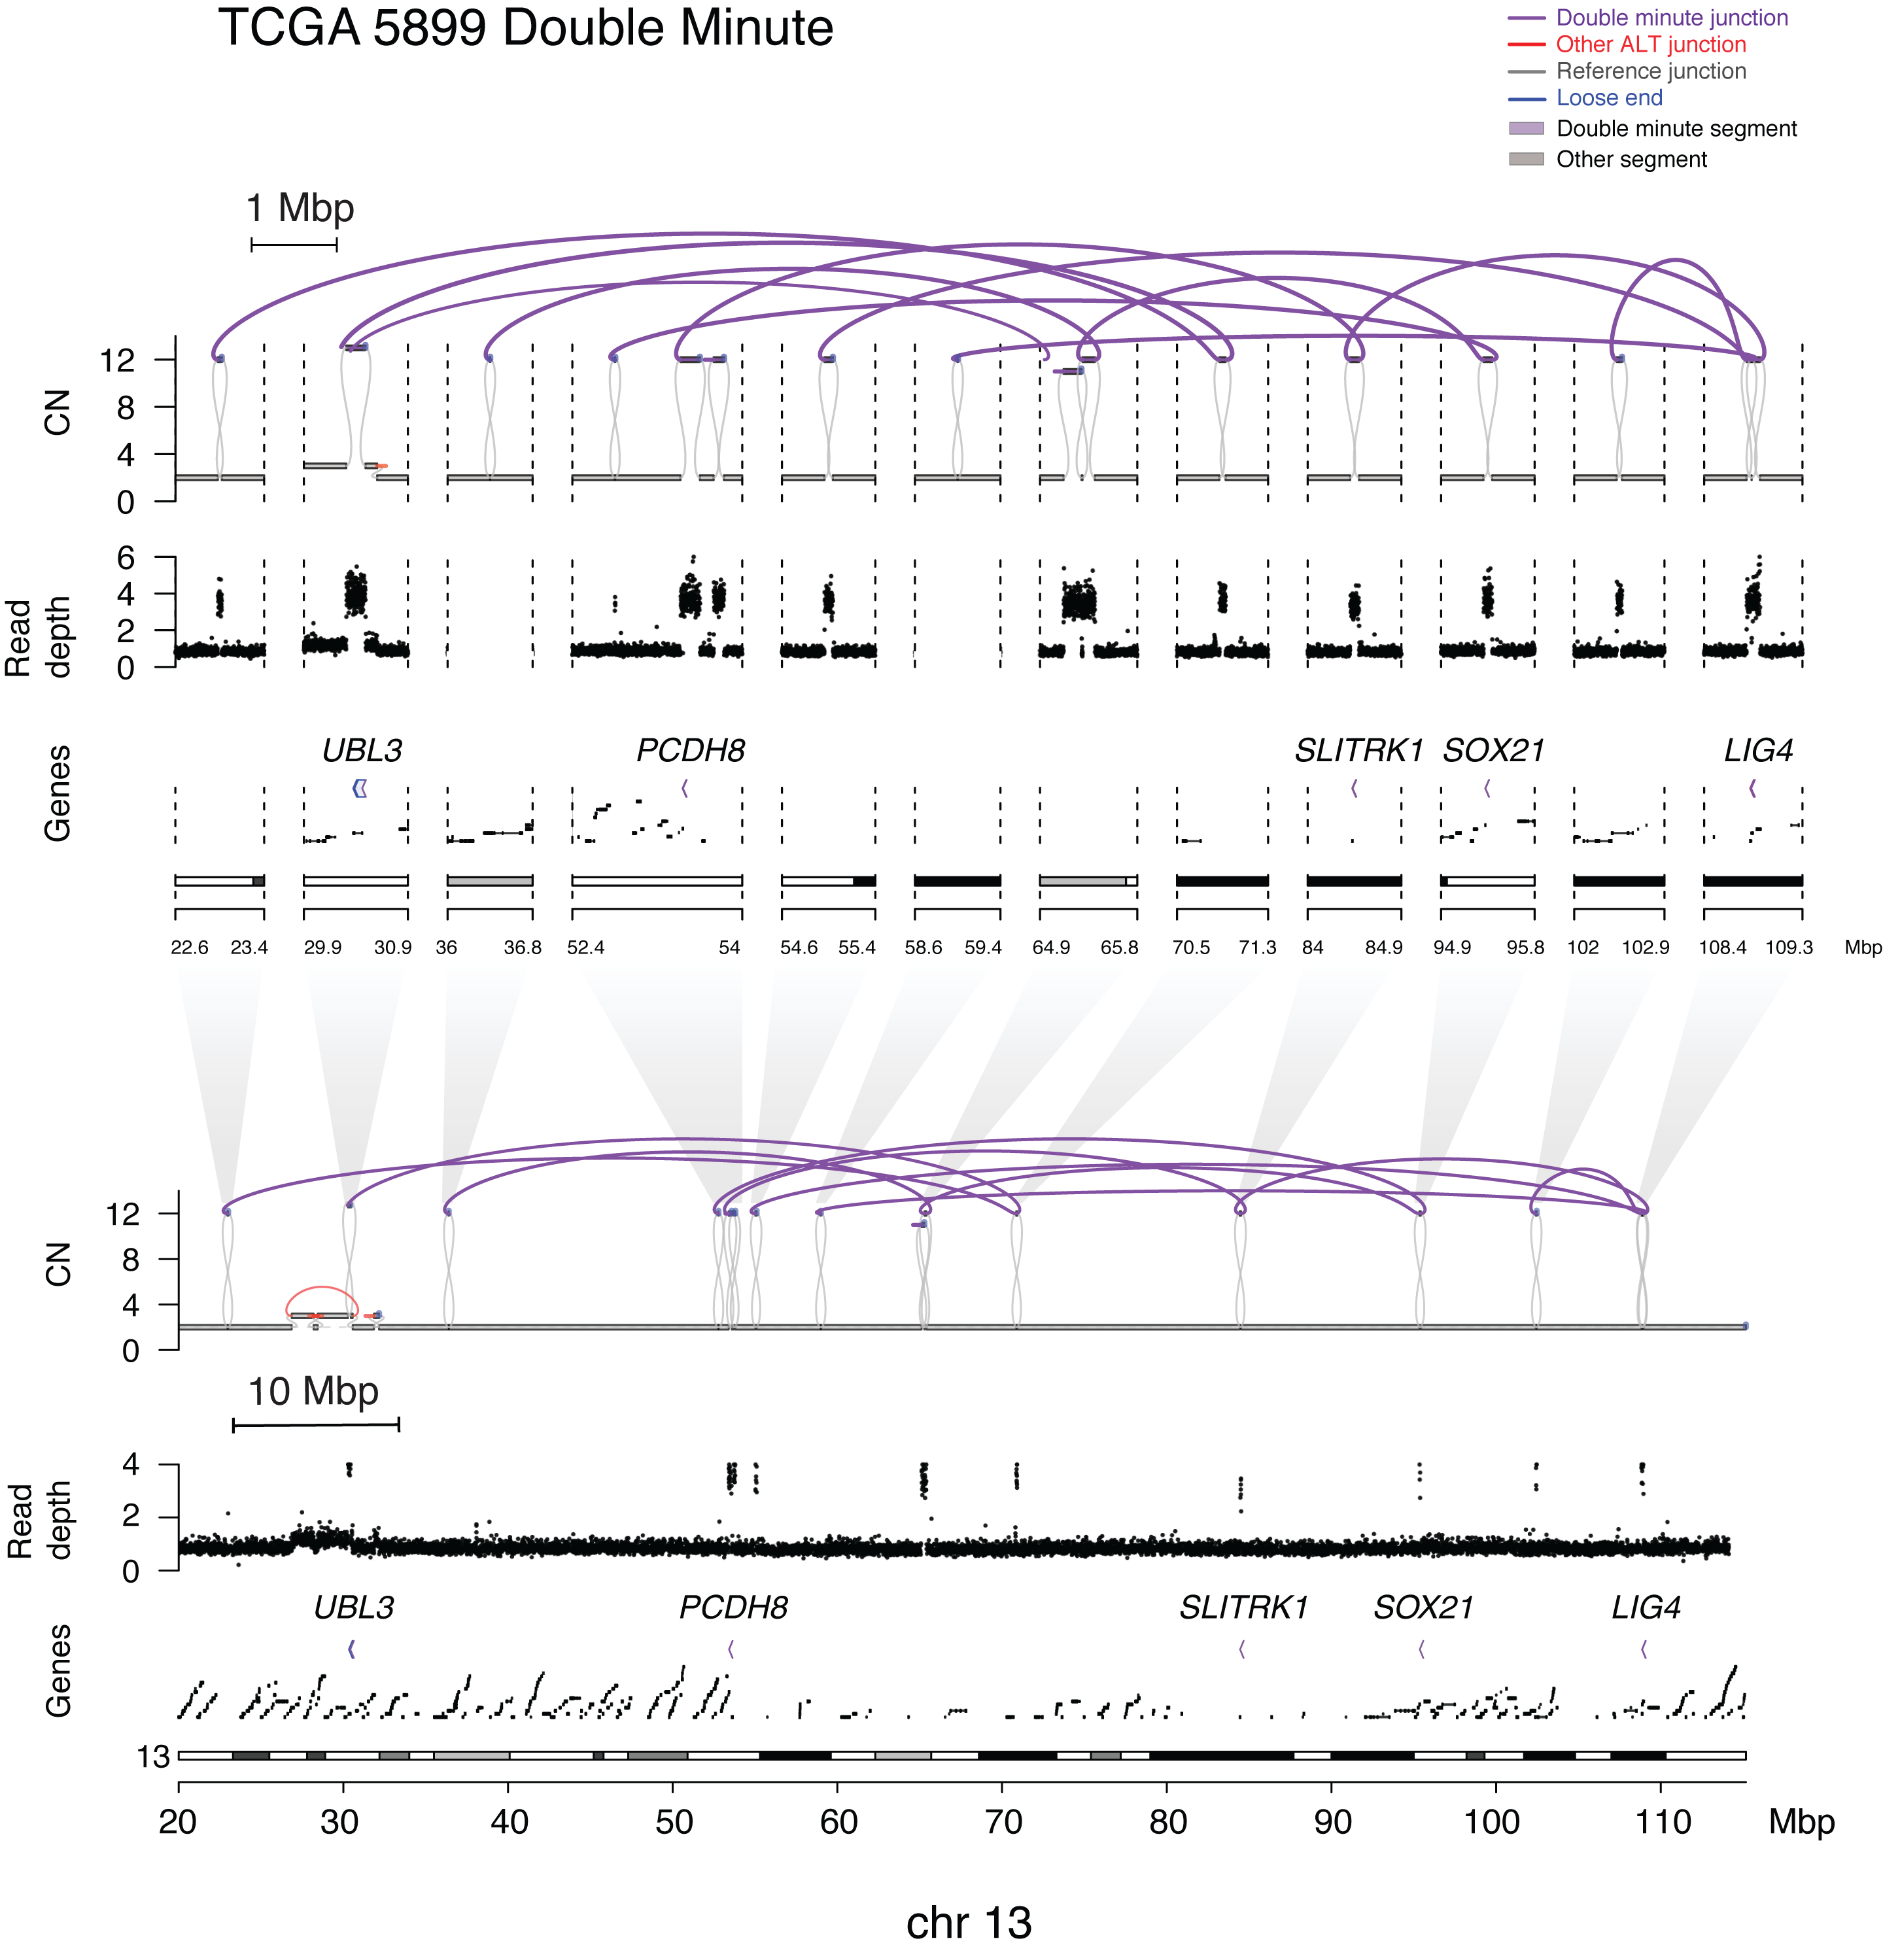 TCGA 5899 Double Minute
Double minute junction
Other ALT junction
Reference junction
Loose end
Double minute segment
Other segment
1 Mbp
CN
12
8
4
0
Read depth
6
4
2
0
Genes
UBL3 PCDH8 SLITRK1 SOX21 LIG4
22.6 23.4 29.9 30.9 36 36.8 52.4 54 54.6 55.4 58.6 59.4 64.9 65.8 70.5 71.3 84 84.9 94.9 95.8 102 102.9 108.4 109.3 Mbp
CN
12
8
4
0
10 Mbp
Read depth
4
2
0
Genes
UBL3 PCDH8 SLITRK1 SOX21 LIG4
13
20 30 40 50 60 70 80 90 100 110 Mbp
chr 13